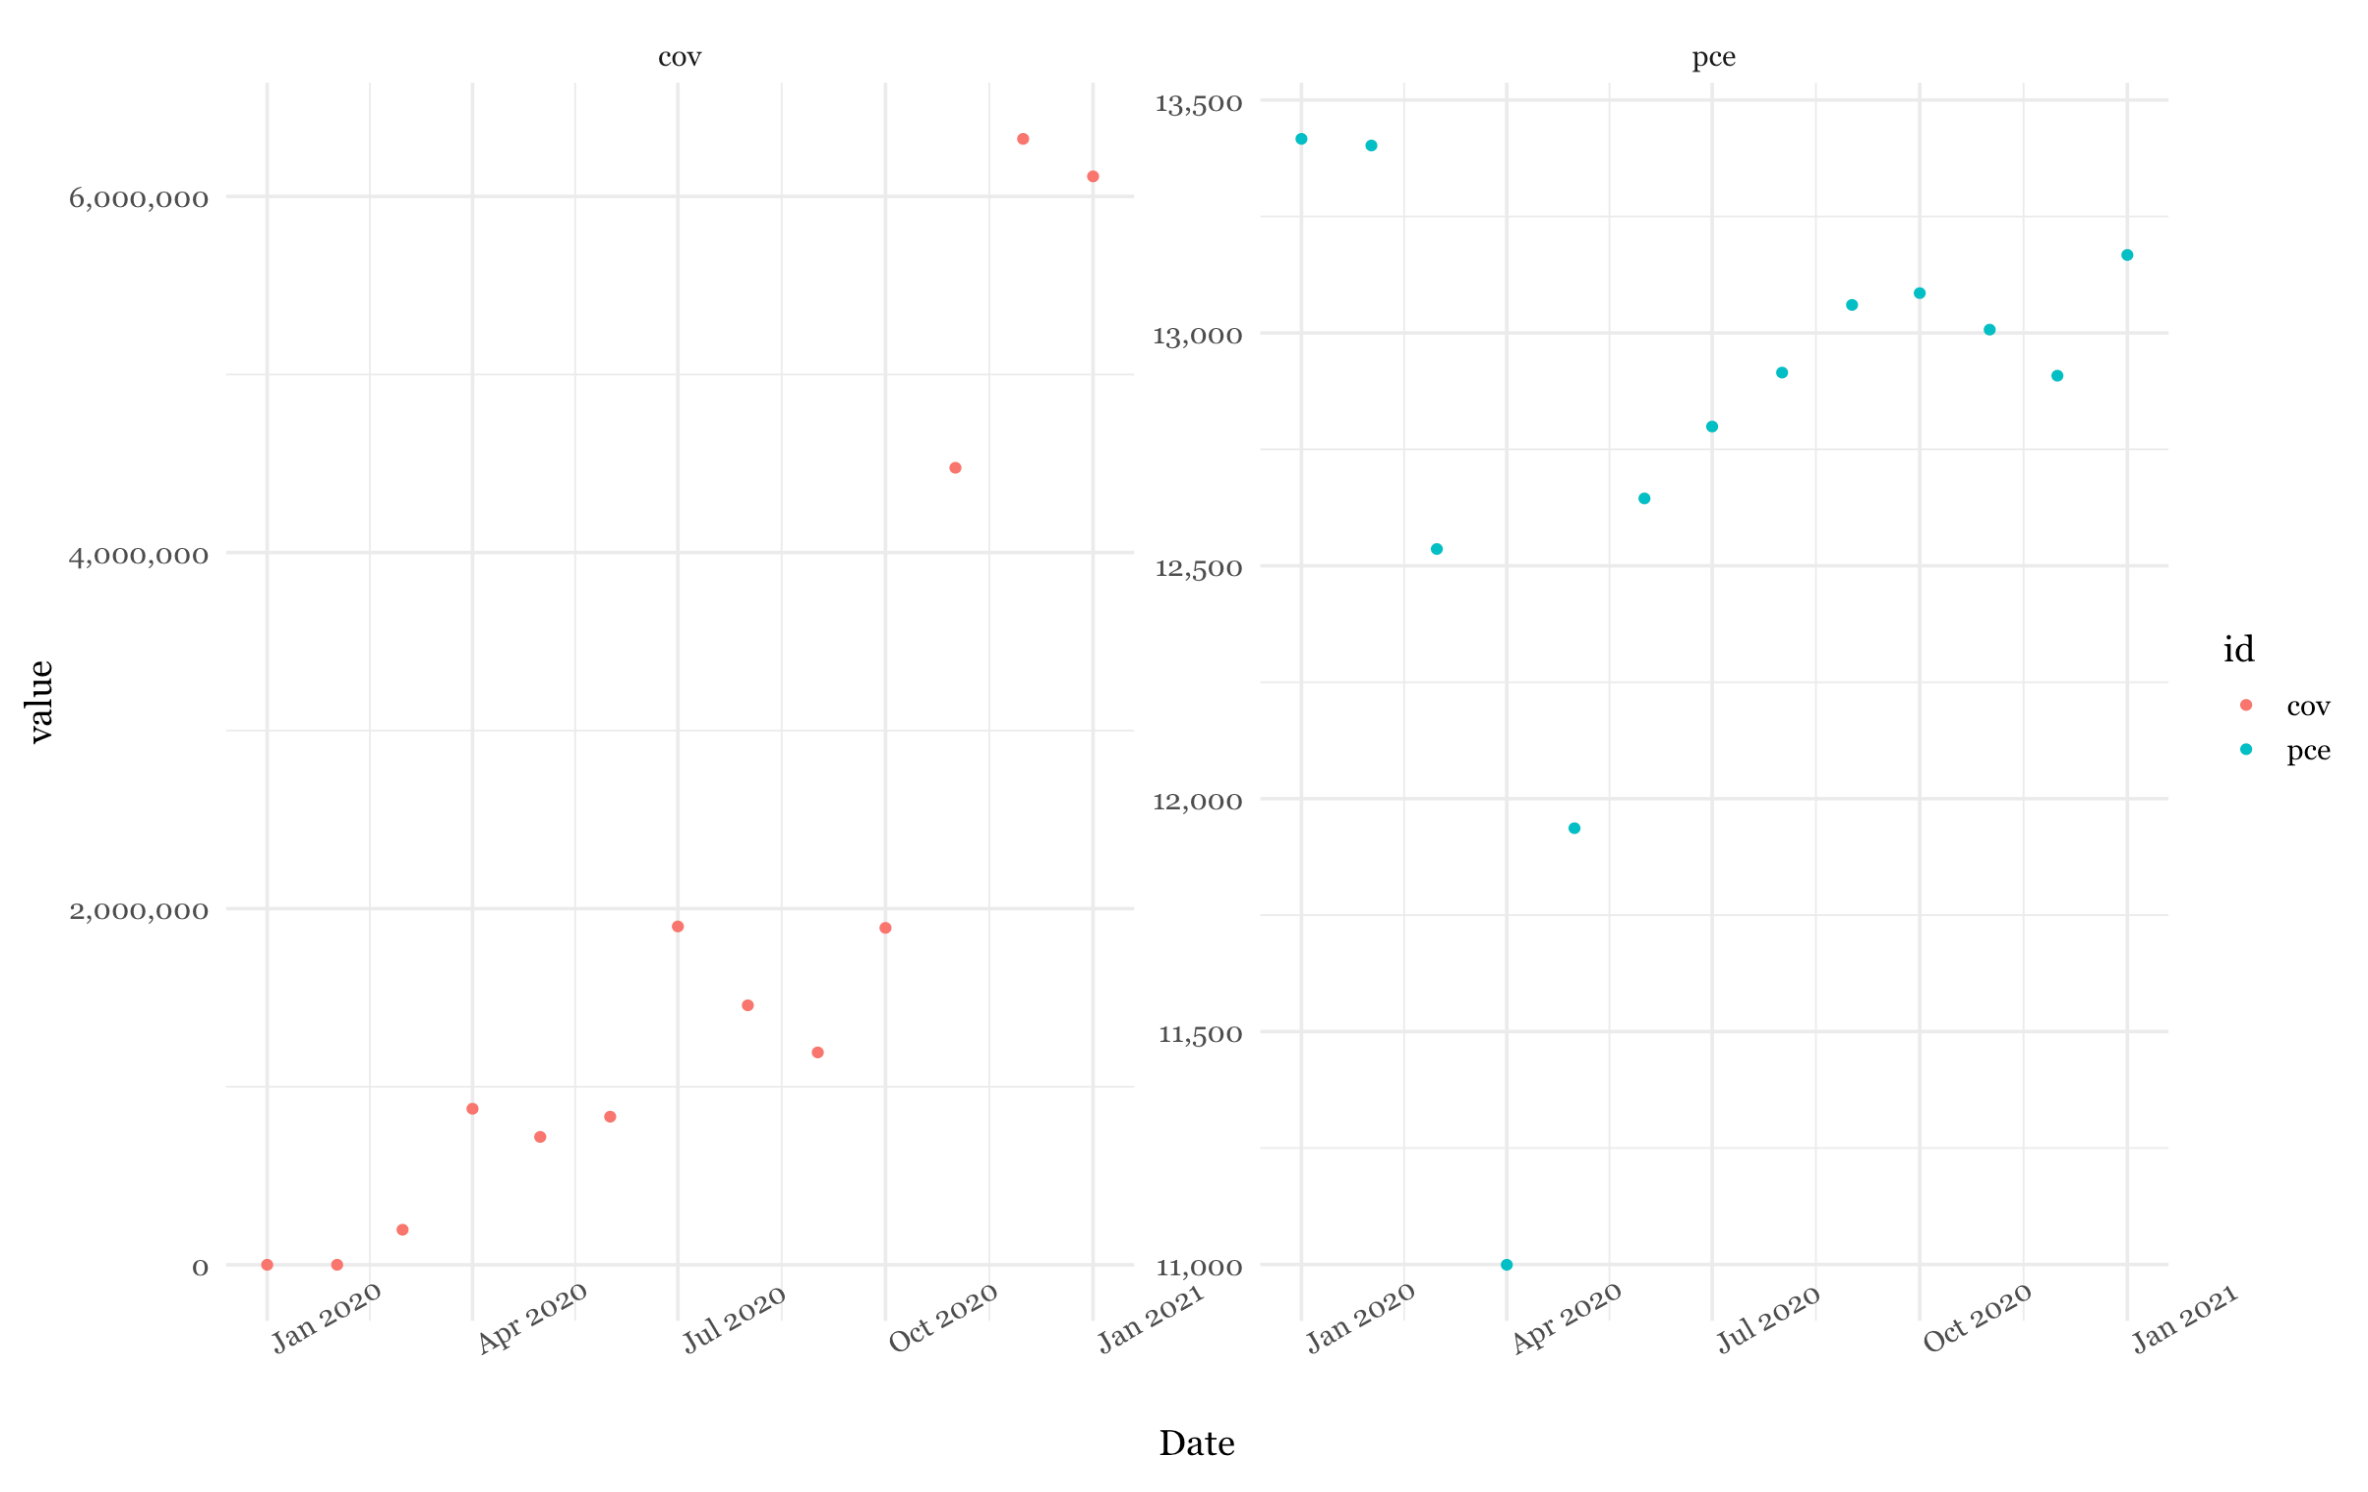 cov
pce
value
6,000,000
4,000,000
2,000,000
0
13,500
13,000
12,500
12,000
11,500
11,000
Jan 2020
Apr 2020
Jul 2020
Oct 2020
Jan 2021
Jan 2020
Apr 2020
Jul 2020
Oct 2020
Jan 2021
Date
id
cov
pce